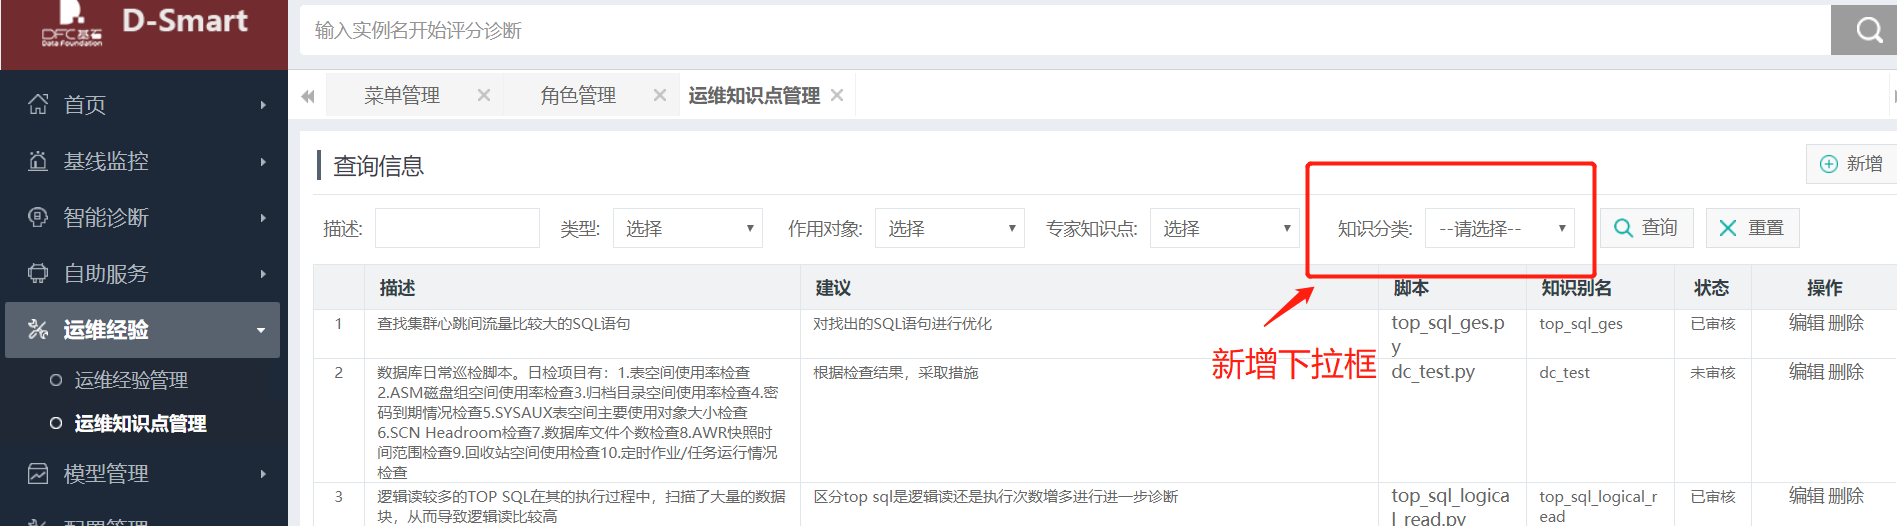 DFC基石
Data Foundation
D-Smart
输入实例名开始评分诊断
首页
基线监控
智能诊断
自助服务
运维经验
运维经验管理
运维知识点管理
模型管理
配置管理
菜单管理
角色管理
运维知识点管理
查询信息
新增
描述:
类型: 选择
作用对象: 选择
专家知识点: 选择
知识分类: --请选择--
查询
重置
描述 建议 脚本 知识别名 状态 操作
1 查找集群心跳间流量比较大的SQL语句 对找出的SQL语句进行优化 top_sql_ges.p top_sql_ges 已审核 编辑 删除
y
新增下拉框
2 数据库日常巡检脚本。日检项目有：1.表空间使用率检查 根据检查结果，采取措施 dc_test.py dc_test 未审核 编辑 删除
2.ASM磁盘组空间使用率检查3.归档目录空间使用率检查4.密
码到期情况检查5.SYSAUX表空间主要使用对象大小检查
6.SCN Headroom检查7.数据库文件个数检查8.AWR快照时
间范围检查9.回收站空间使用检查10.定时作业/任务运行情况
检查
3 逻辑读较多的TOP SQL在其的执行过程中，扫描了大量的数据 区分top sql是逻辑读还是执行次数增多进行进一步诊断 top_sql_logica top_sql_logical_r 已审核 编辑 删除
块，从而导致逻辑读比较高 l_read.py ead